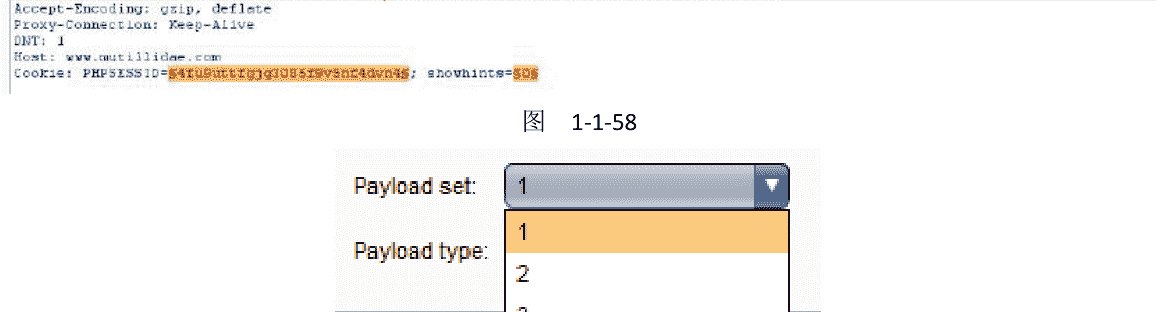 Accept-Encoding: gzip, deflate
Proxy-Connection: Keep-Alive
DNT: 1
Host: www.mutillidae.com
Cookie: PHPSESSID= ; showhints=§0§
图 1-1-58
Payload set: 1
1
Payload type:
2